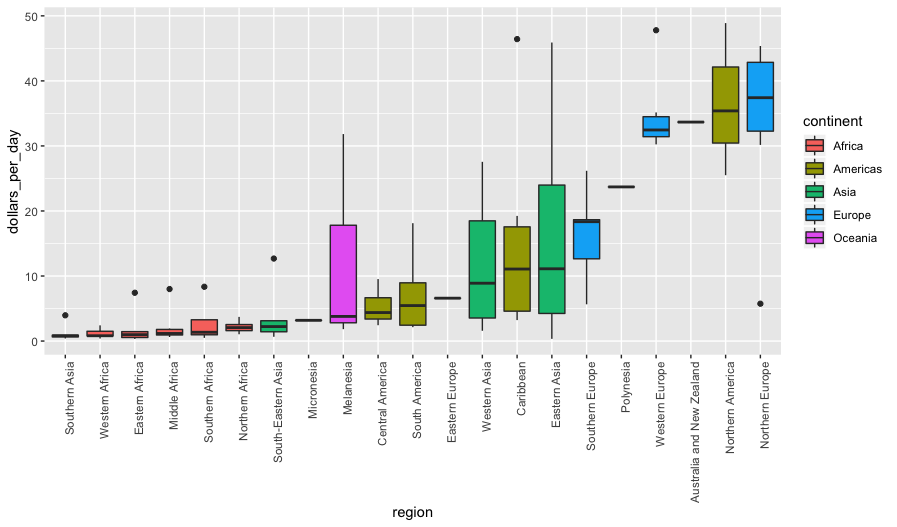 50
40
30
20
10
0
dollars_per_day
Southern Asia
Western Africa
Eastern Africa
Middle Africa
Southern Africa
Northern Africa
South-Eastern Asia
Micronesia
Melanesia
Central America
South America
Eastern Europe
Western Asia
Caribbean
Eastern Asia
Southern Europe
Polynesia
Western Europe
Australia and New Zealand
Northern America
Northern Europe
region
continent
Africa
Americas
Asia
Europe
Oceania